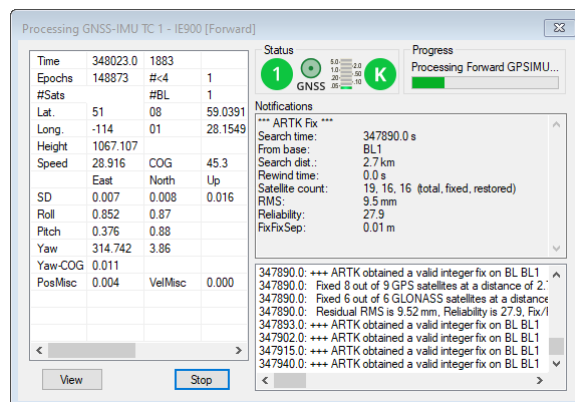 Processing GNSS-IMU TC 1 - IE900 [Forward]
Time 348023.0 1883
Epochs 148873 #<4 1
#Sats #BL 1
Lat. 51 08 59.0391
Long. -114 01 28.1549
Height 1067.107
Speed 28.916 COG 45.3
East North Up
SD 0.007 0.008 0.016
Roll 0.852 0.87
Pitch 0.376 0.88
Yaw 314.742 3.86
Yaw-COG 0.011
PosMisc 0.004 VelMisc 0.000
View
Stop
Status
1
GNSS
5.0
1.0
.20
.05
2.0
.50
.10
K
Progress
Processing Forward GPSIMU...
Notifications
*** ARTK Fix ***
Search time: 347890.0 s
From base: BL1
Search dist.: 2.7 km
Rewind time: 0.0 s
Satellite count: 19, 16, 16 (total, fixed, restored)
RMS: 9.5 mm
Reliability: 27.9
FixFixSep: 0.01 m
347890.0: +++ ARTK obtained a valid integer fix on BL BL1
347890.0: Fixed 8 out of 9 GPS satellites at a distance of 2.
347890.0: Fixed 6 out of 6 GLONASS satellites at a distance
347890.0: Residual RMS is 9.52 mm, Reliability is 27.9, Fix/
347893.0: +++ ARTK obtained a valid integer fix on BL BL1
347902.0: +++ ARTK obtained a valid integer fix on BL BL1
347915.0: +++ ARTK obtained a valid integer fix on BL BL1
347940.0: +++ ARTK obtained a valid integer fix on BL BL1